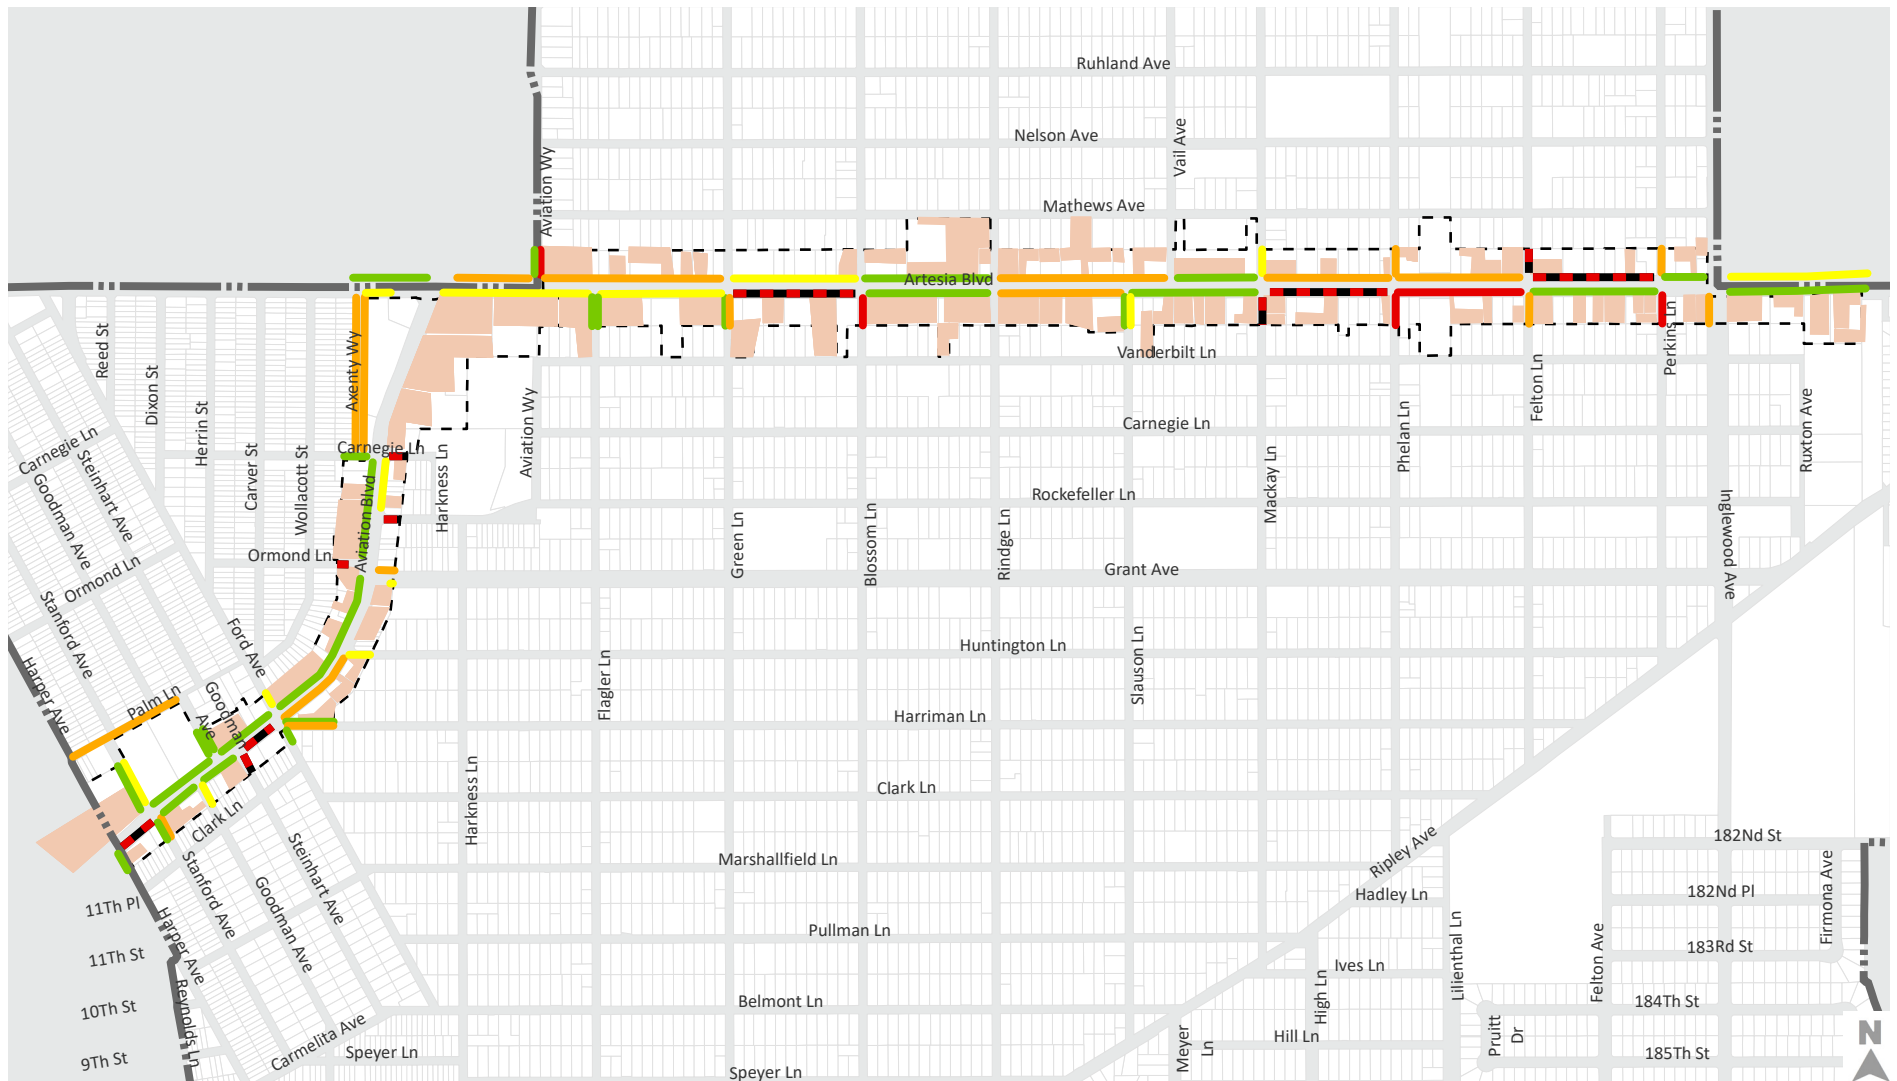 Ruhland Ave
Nelson Ave
Vail Ave
Aviation Wy
Mathews Ave
Artesia Blvd
Reed St
Dixon St
Herrin St
Carver St
Wollacott St
Axenty Wy
Vanderbilt Ln
Perkins Ln
Felton Ln
Phelan Ln
Ruxton Ave
Carnegie Ln
Carnegie Ln
Carnegie Ln
Aviation Wy
Harkness Ln
Steinhart Ave
Goodman Ave
Mackay Ln
Rockefeller Ln
Inglewood Ave
Aviation Blvd
Green Ln
Blossom Ln
Rindge Ln
Ormond Ln
Ormond Ln
Grant Ave
Stanford Ave
Ford Ave
Huntington Ln
Slauson Ln
Flagler Ln
Harper Ave
Palm Ln
Goodman
Ave
Harriman Ln
Clark Ln
Clark Ln
Harkness Ln
Steinhart Ave
Stanford Ave
Goodman Ave
Marshallfield Ln
Ripley Ave
182Nd St
Hadley Ln
182Nd Pl
Firmona Ave
11Th Pl
Harper Ave
Pullman Ln
183Rd St
11Th St
Ives Ln
Lilienthal Ln
Felton Ave
High Ln
10Th St
Reynolds Ln
Belmont Ln
184Th St
Carmelita Ave
Hill Ln
Meyer
Ln
Pruitt
Dr
9Th St
Speyer Ln
Speyer Ln
185Th St
N